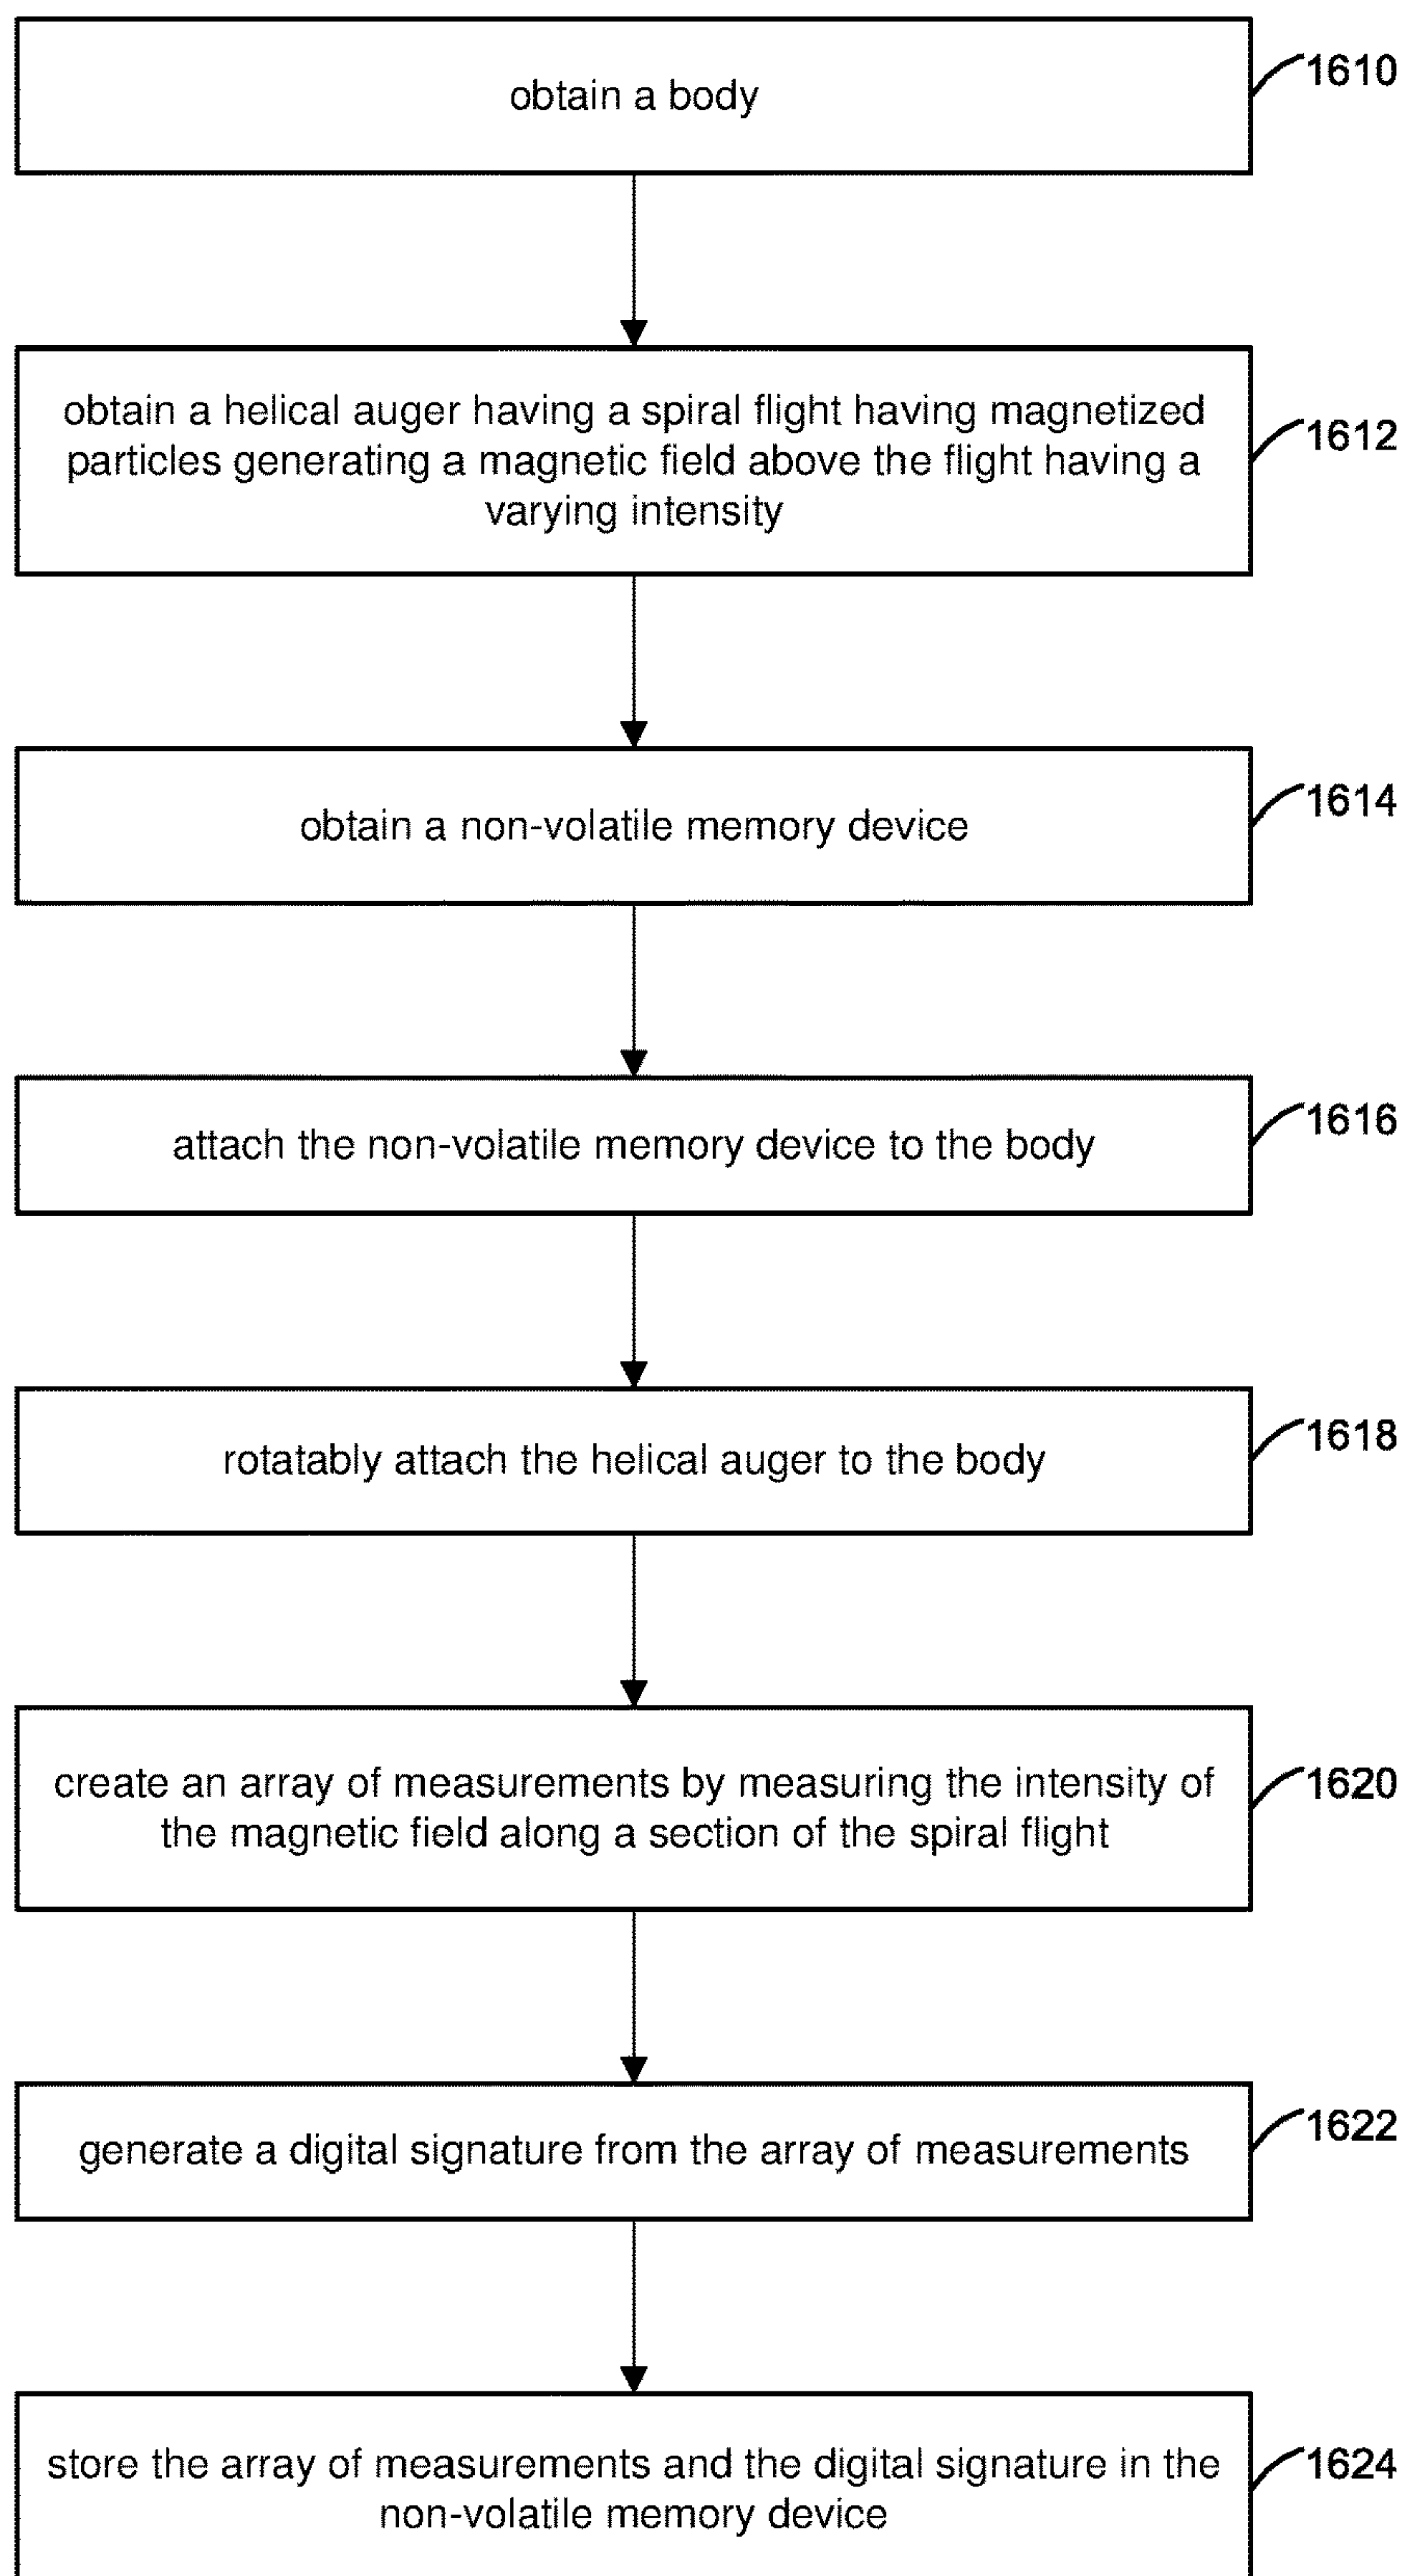 obtain a body
1610
obtain a helical auger having a spiral flight having magnetized
particles generating a magnetic field above the flight having a
varying intensity
1612
obtain a non-volatile memory device
1614
attach the non-volatile memory device to the body
1616
rotatably attach the helical auger to the body
1618
create an array of measurements by measuring the intensity of
the magnetic field along a section of the spiral flight
1620
generate a digital signature from the array of measurements
1622
store the array of measurements and the digital signature in the
non-volatile memory device
1624